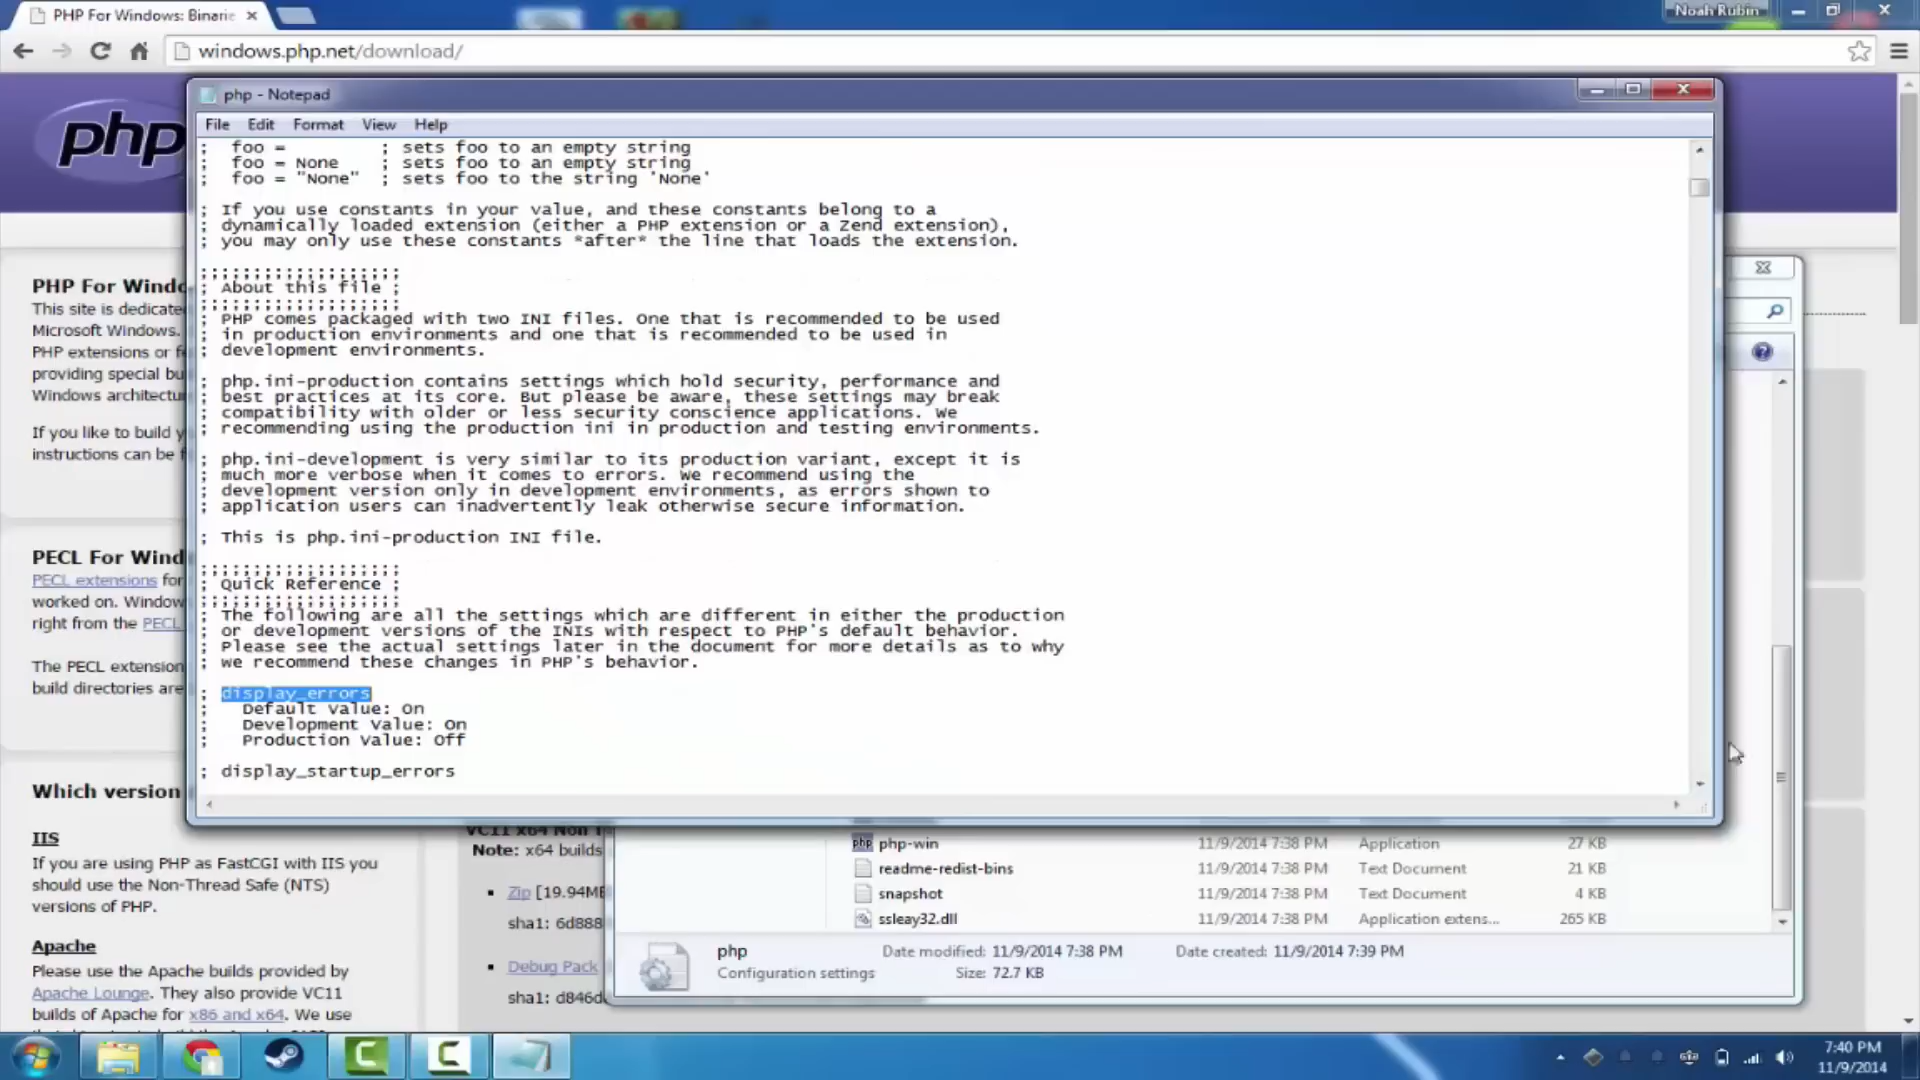 PHP For Windows: Binarie
Noah Rubin
windows.php.net/download/
php
php - Notepad
File Edit Format View Help
; foo = ; sets foo to an empty string
; foo = None ; sets foo to an empty string
; foo = "None" ; sets foo to the string 'None'
; If you use constants in your value, and these constants belong to a
; dynamically loaded extension (either a PHP extension or a Zend extension),
; you may only use these constants *after* the line that loads the extension.
;;;;;;;;;;;;;;;;;;;
; About this file ;
;;;;;;;;;;;;;;;;;;;
; PHP comes packaged with two INI files. One that is recommended to be used
; in production environments and one that is recommended to be used in
; development environments.
; php.ini-production contains settings which hold security, performance and
; best practices at its core. But please be aware, these settings may break
; compatibility with older or less security conscience applications. We
; recommending using the production ini in production and testing environments.
; php.ini-development is very similar to its production variant, except it is
; much more verbose when it comes to errors. We recommend using the
; development version only in development environments, as errors shown to
; application users can inadvertently leak otherwise secure information.
; This is php.ini-production INI file.
;;;;;;;;;;;;;;;;;;;
; Quick Reference ;
;;;;;;;;;;;;;;;;;;;
; The following are all the settings which are different in either the production
; or development versions of the INIs with respect to PHP's default behavior.
; Please see the actual settings later in the document for more details as to why
; we recommend these changes in PHP's behavior.
; display_errors
; Default Value: On
; Development Value: On
; Production Value: Off
; display_startup_errors
PHP For Windo
This site is dedicate
Microsoft Windows.
PHP extensions or fe
providing special bu
Windows architectur
If you like to build y
instructions can be f
PECL For Wind
PECL extensions for
worked on. Window
right from the PECL
The PECL extension
build directories are
Which version
IIS
If you are using PHP as FastCGI with IIS you
should use the Non-Thread Safe (NTS)
versions of PHP.
Apache
Please use the Apache builds provided by
Apache Lounge. They also provide VC11
builds of Apache for x86 and x64. We use
VC11 x64 Non T
Note: x64 builds
Zip [19.94ME
sha1: 6d888
Debug Pack
sha1: d846d
php-win 11/9/2014 7:38 PM Application 27 KB
readme-redist-bins 11/9/2014 7:38 PM Text Document 21 KB
snapshot 11/9/2014 7:38 PM Text Document 4 KB
ssleay32.dll 11/9/2014 7:38 PM Application extens... 265 KB
php Date modified: 11/9/2014 7:38 PM Date created: 11/9/2014 7:39 PM
Configuration settings Size: 72.7 KB
7:40 PM
11/9/2014